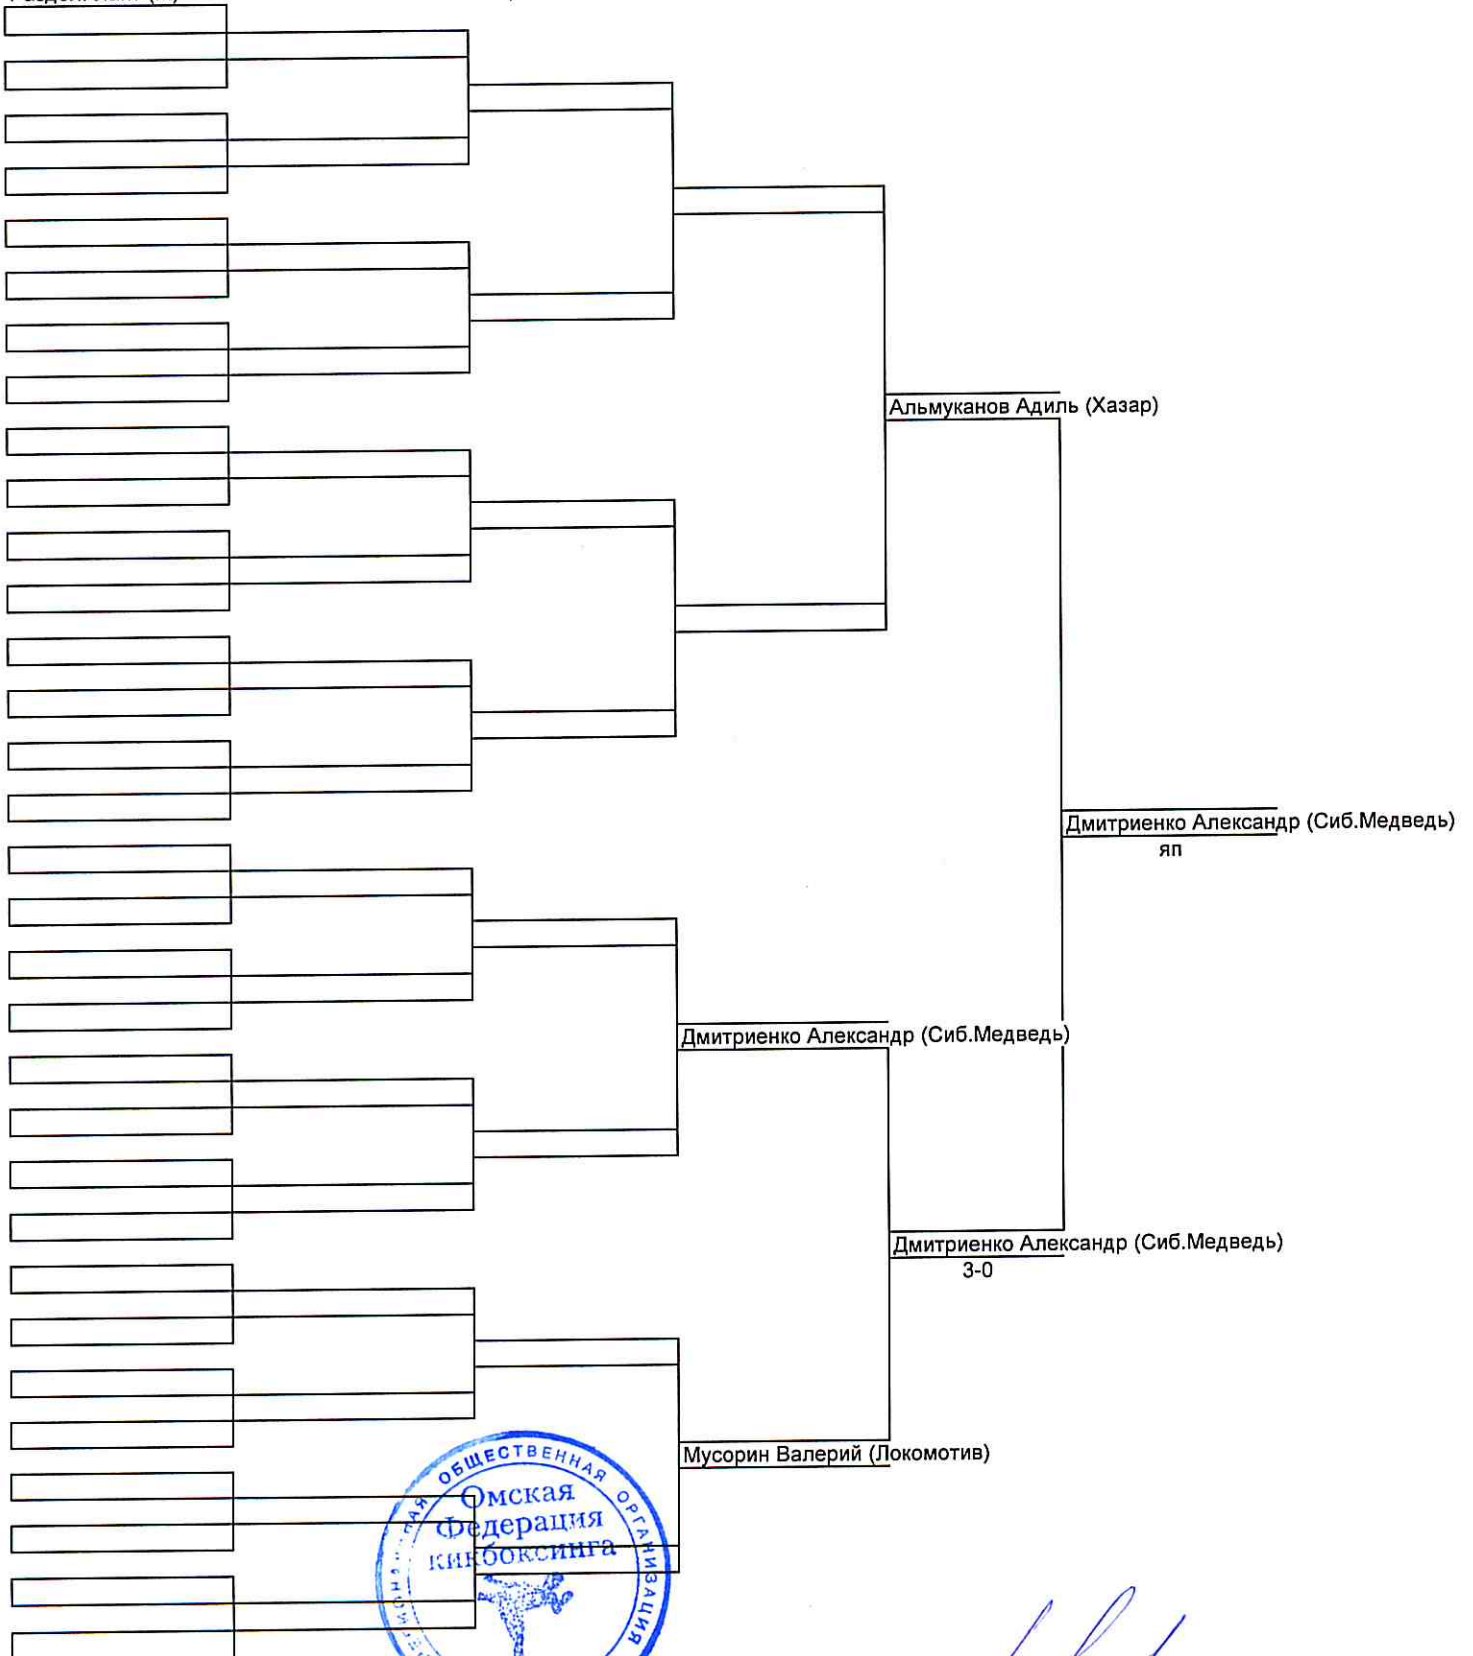 Альмуканов Адиль (Хазар)
Дмитриенко Александр (Сиб.Медведь)
яп
Дмитриенко Александр (Сиб.Медведь)
Дмитриенко Александр (Сиб.Медведь)
3-0
Мусорин Валерий (Локомотив)
ОБЩЕСТВЕННАЯ ОРГАНИЗАЦИЯ
Омская
Федерация
кикбоксинга